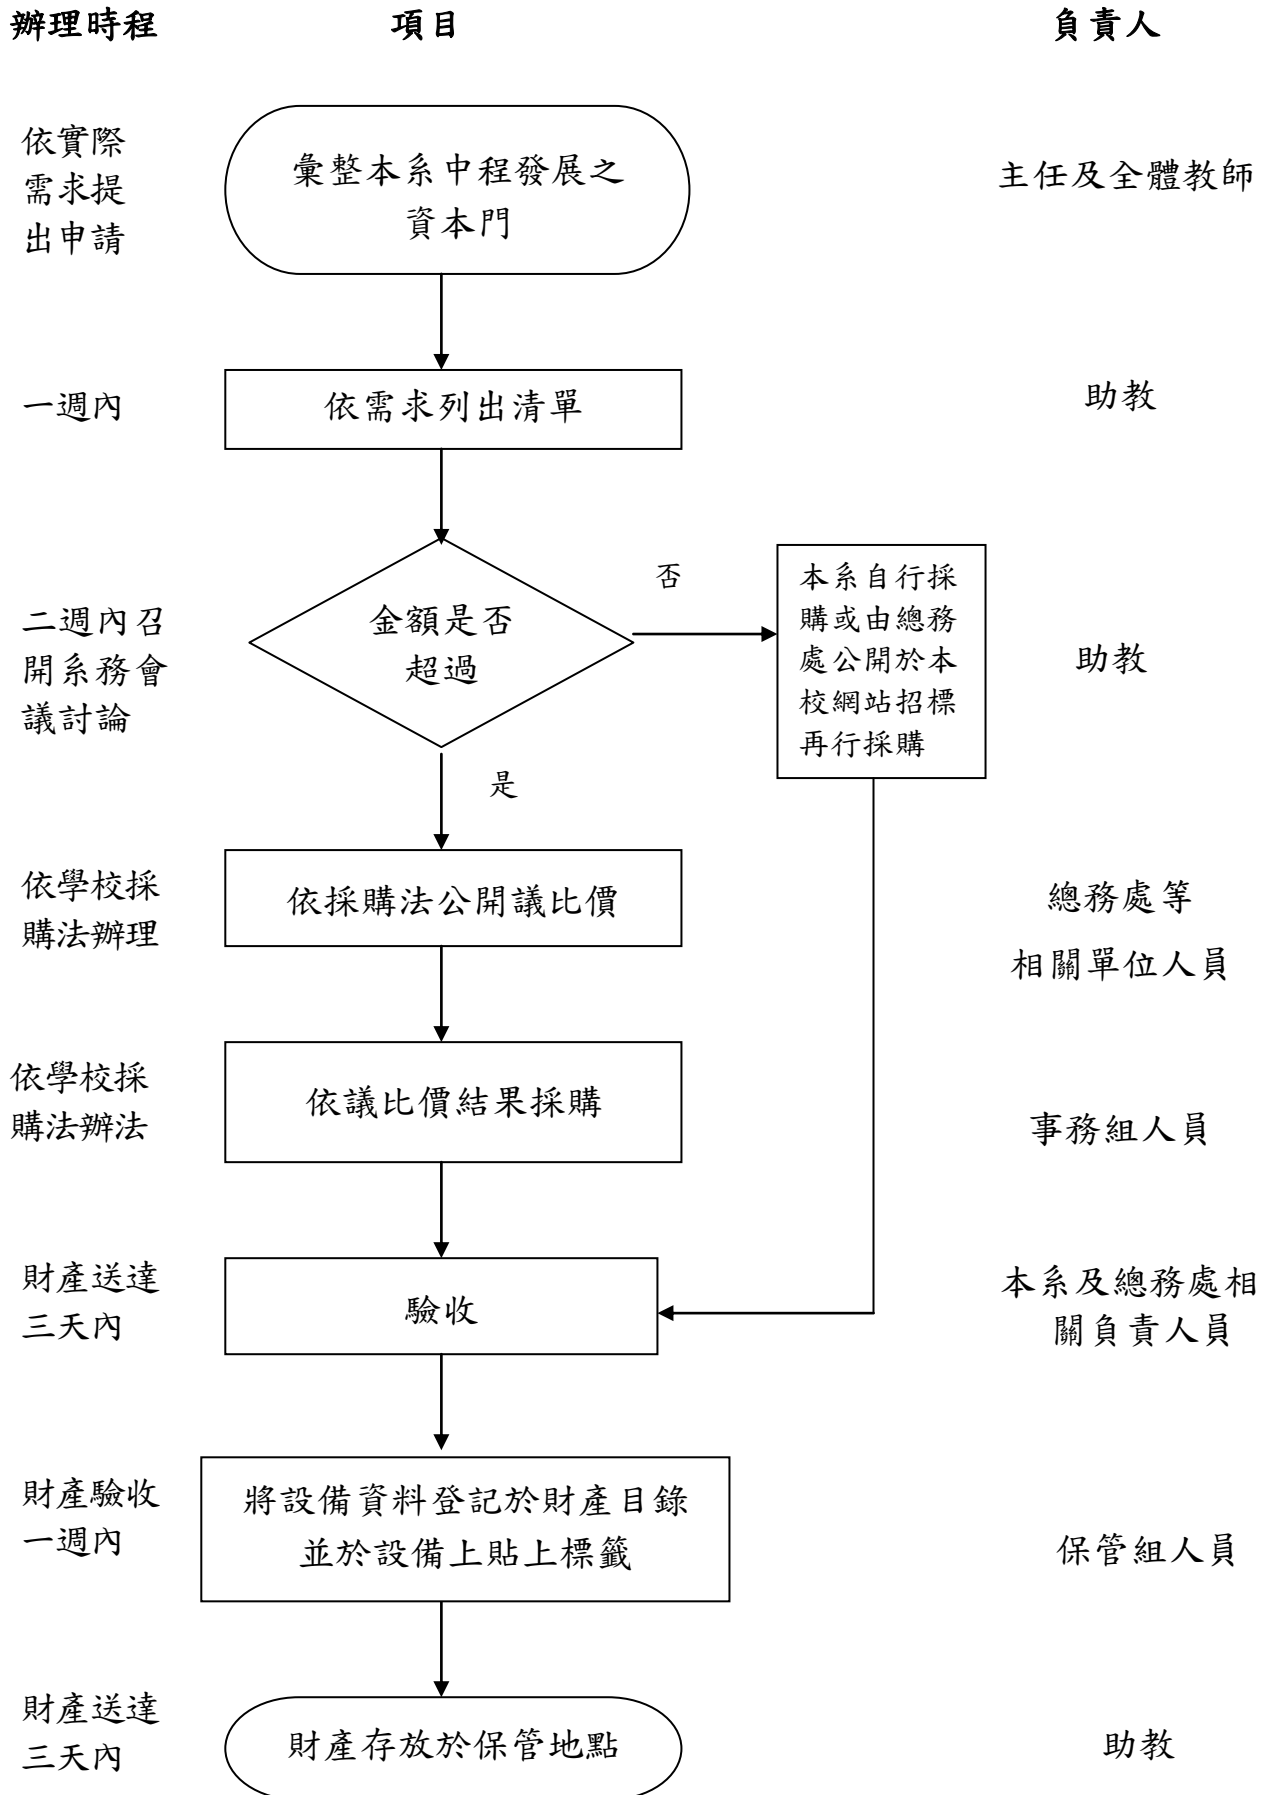 辦理時程 項目 負責人
依實際
需求提
出申請
彙整本系中程發展之
資本門
主任及全體教師
一週內
依需求列出清單
助教
二週內召
開系務會
議討論
金額是否
超過
否
本系自行採
購或由總務
處公開於本
校網站招標
再行採購
助教
是
依學校採
購法辦理
依採購法公開議比價
總務處等
相關單位人員
依學校採
購法辦法
依議比價結果採購
事務組人員
財產送達
三天內
驗收
本系及總務處相
關負責人員
財產驗收
一週內
將設備資料登記於財產目錄
並於設備上貼上標籤
保管組人員
財產送達
三天內
財產存放於保管地點
助教